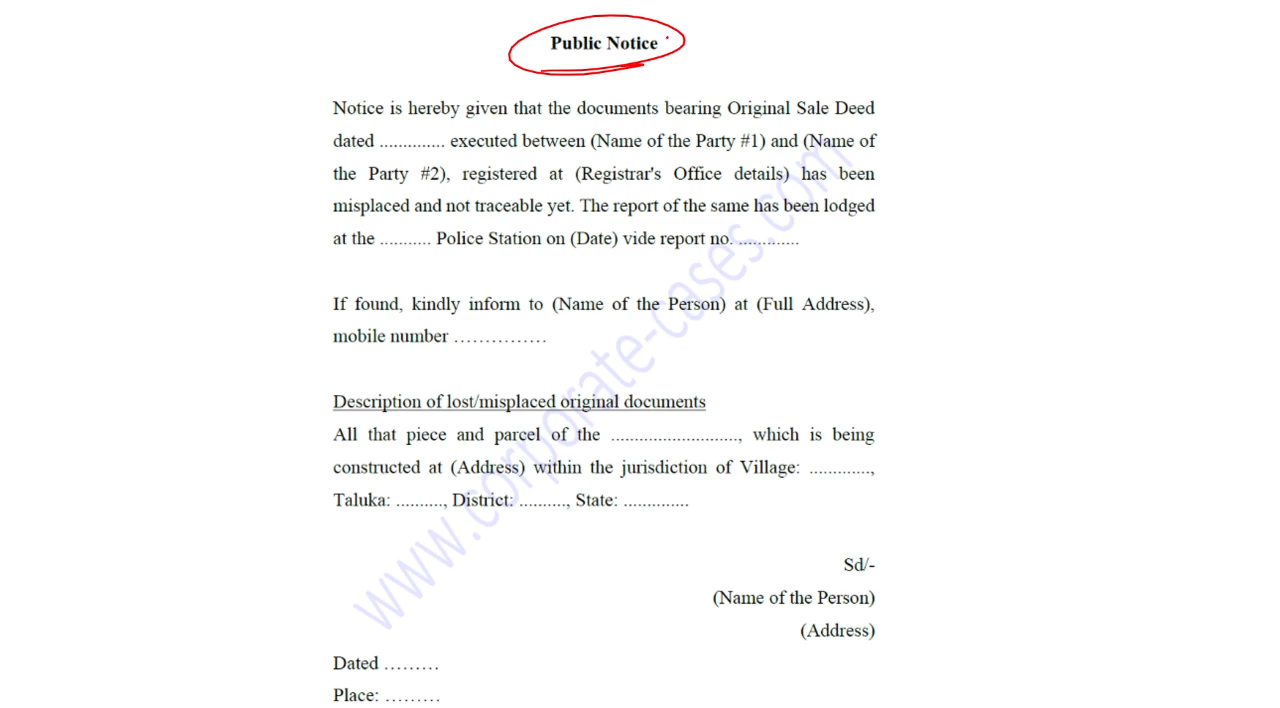 Public Notice
Notice is hereby given that the documents bearing Original Sale Deed
dated .............. executed between (Name of the Party #1) and (Name of
the Party #2), registered at (Registrar's Office details) has been
misplaced and not traceable yet. The report of the same has been lodged
at the ........... Police Station on (Date) vide report no. .............
If found, kindly inform to (Name of the Person) at (Full Address),
mobile number ……………
Description of lost/misplaced original documents
All that piece and parcel of the ..........................., which is being
constructed at (Address) within the jurisdiction of Village: .............,
Taluka: .........., District: .........., State: ..............
Sd/-
(Name of the Person)
(Address)
Dated ………
Place: ………
www.corporate-cases.com